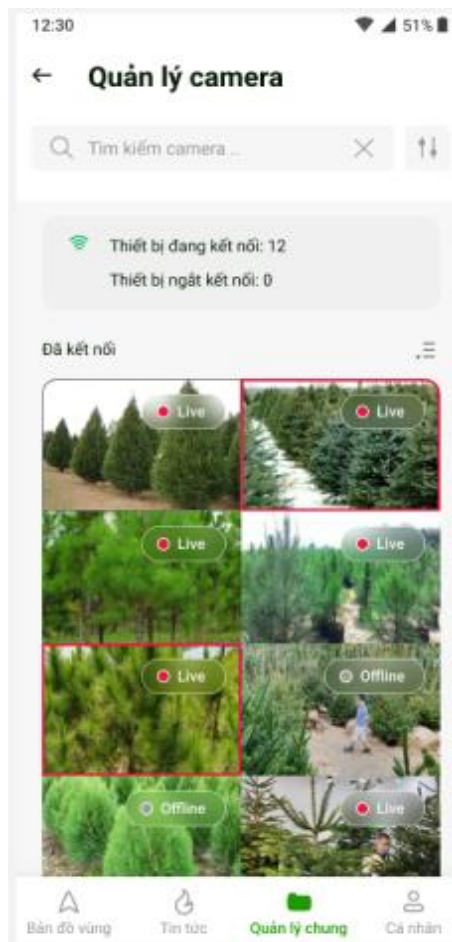 12:30
51%
Quản lý camera
Tìm kiếm camera ...
Thiết bị đang kết nối: 12
Thiết bị ngắt kết nối: 0
Đã kết nối
Live
Live
Live
Live
Live
Offline
Offline
Live
Bản đồ vùng
Tin tức
Quản lý chung
Cá nhân